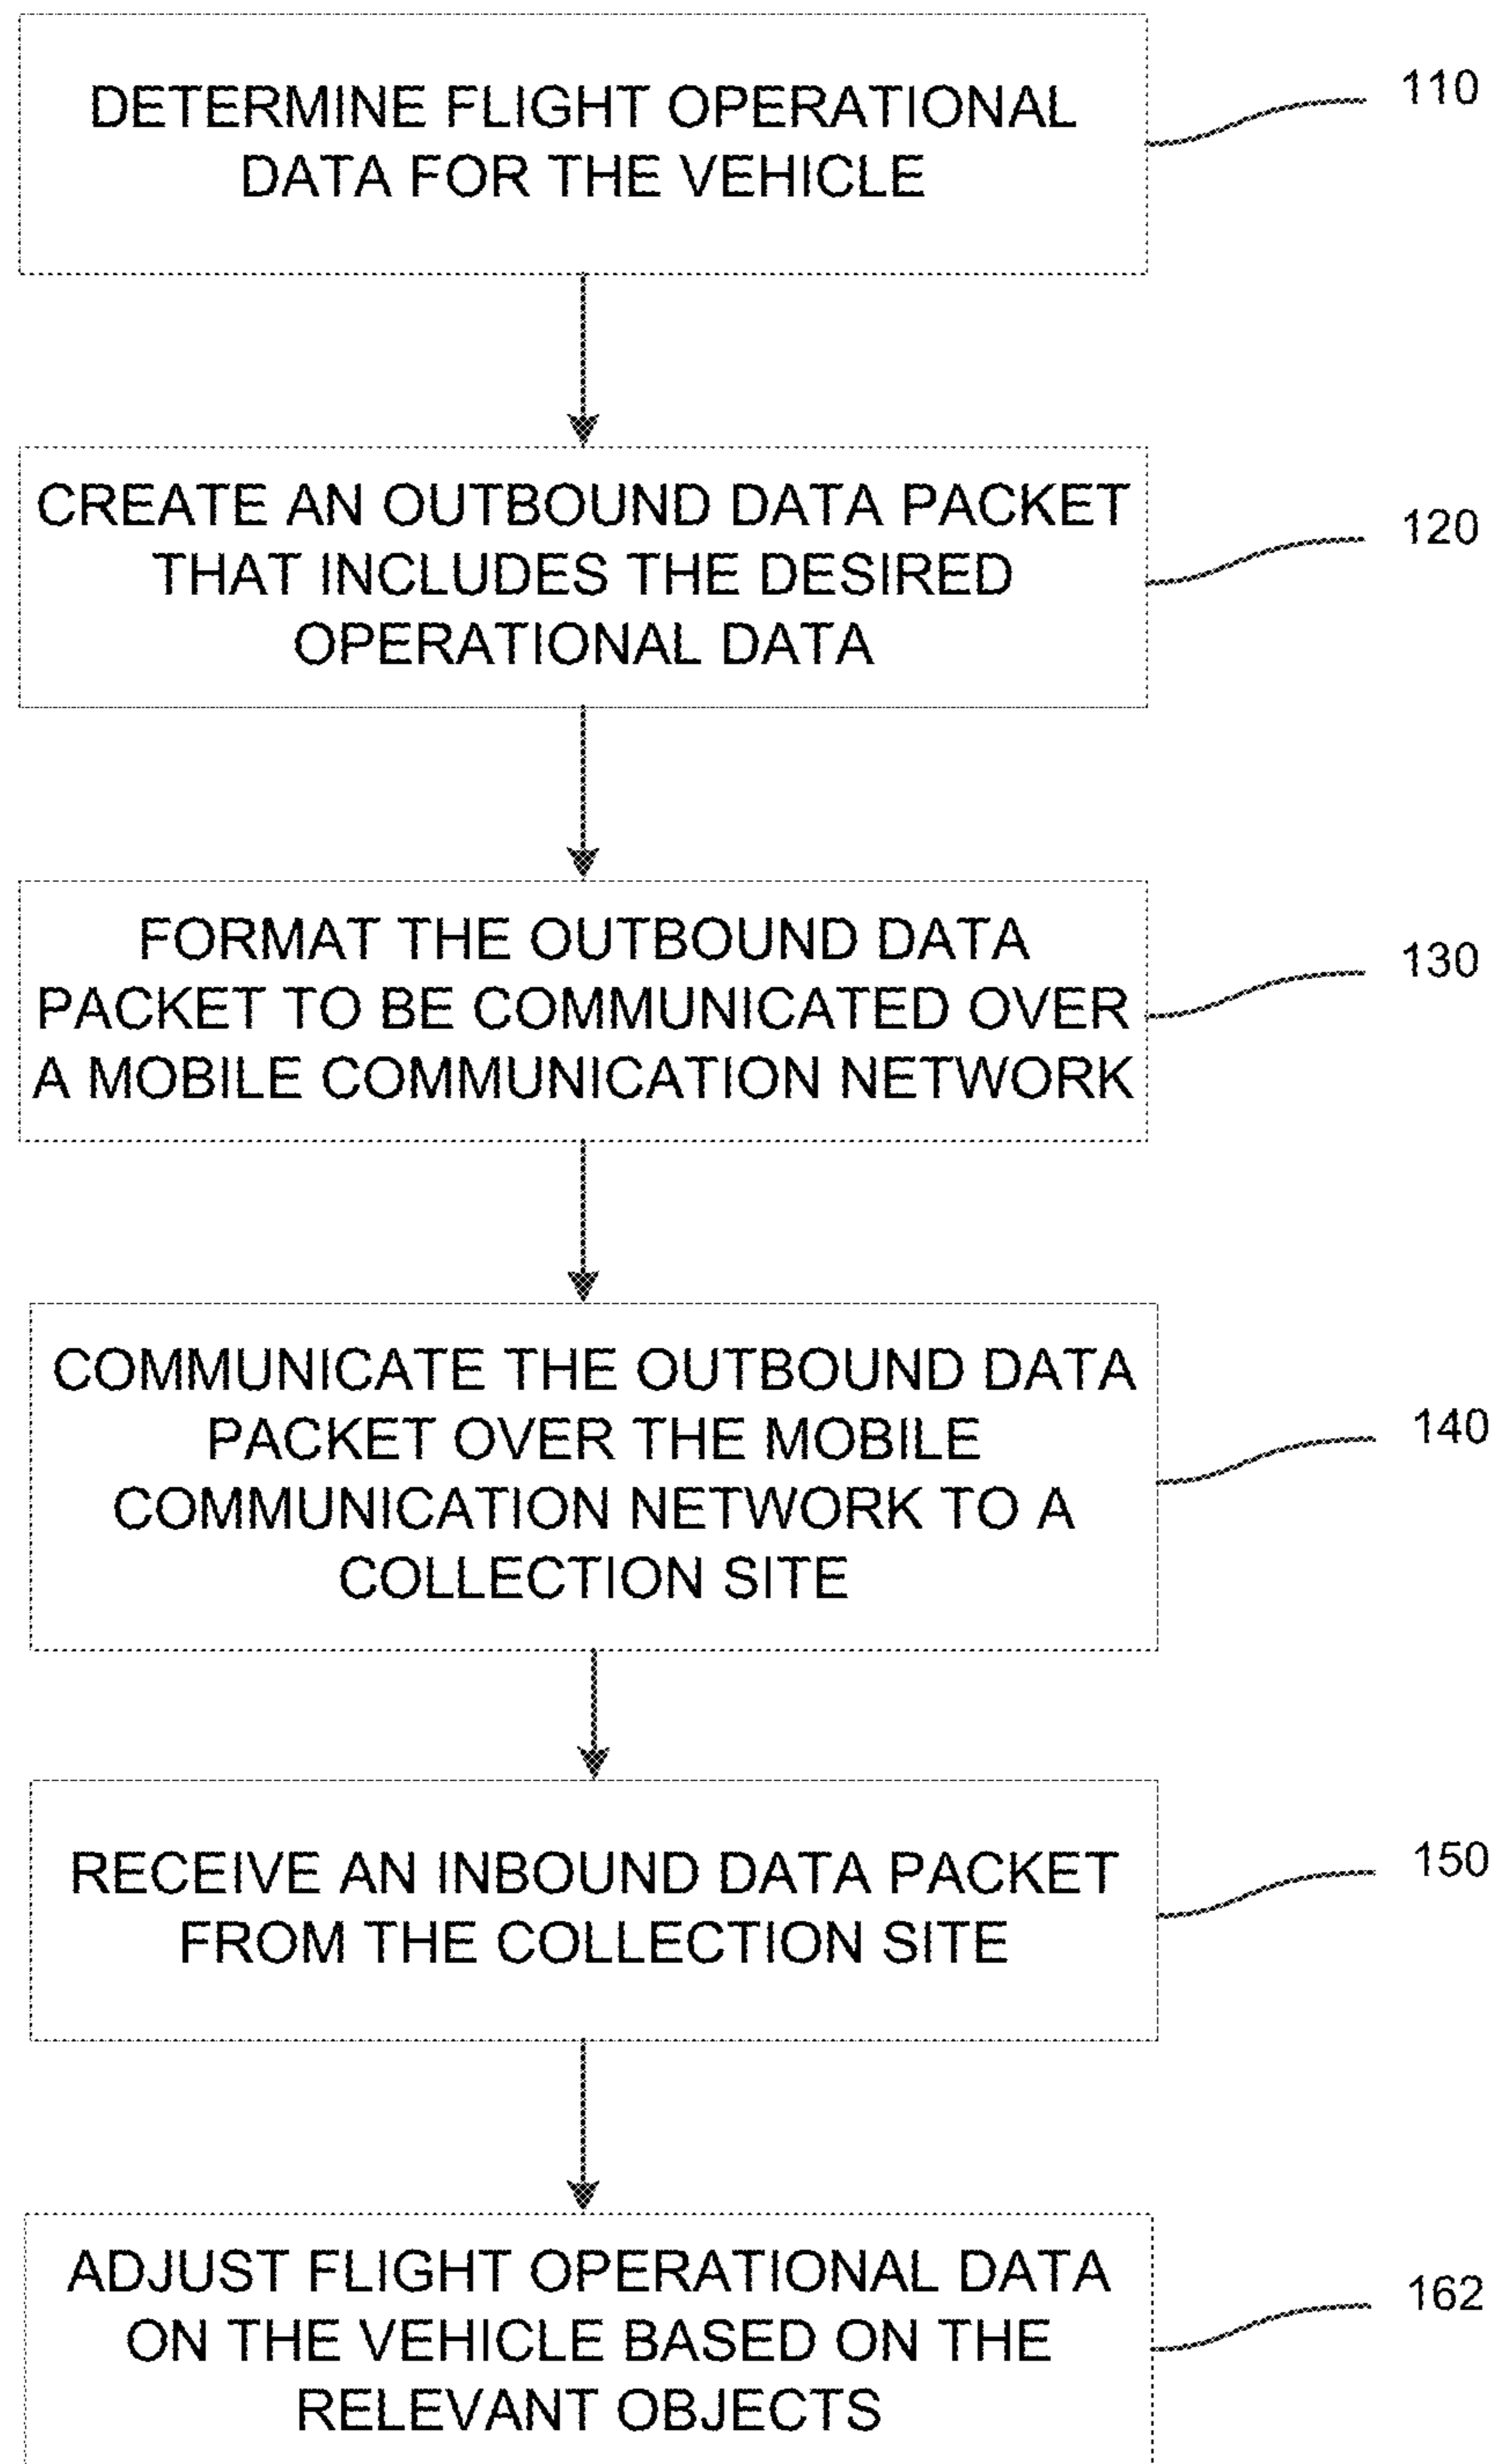 DETERMINE FLIGHT OPERATIONAL
DATA FOR THE VEHICLE
110
CREATE AN OUTBOUND DATA PACKET
THAT INCLUDES THE DESIRED
OPERATIONAL DATA
120
FORMAT THE OUTBOUND DATA
PACKET TO BE COMMUNICATED OVER
A MOBILE COMMUNICATION NETWORK
130
COMMUNICATE THE OUTBOUND DATA
PACKET OVER THE MOBILE
COMMUNICATION NETWORK TO A
COLLECTION SITE
140
RECEIVE AN INBOUND DATA PACKET
FROM THE COLLECTION SITE
150
ADJUST FLIGHT OPERATIONAL DATA
ON THE VEHICLE BASED ON THE
RELEVANT OBJECTS
162